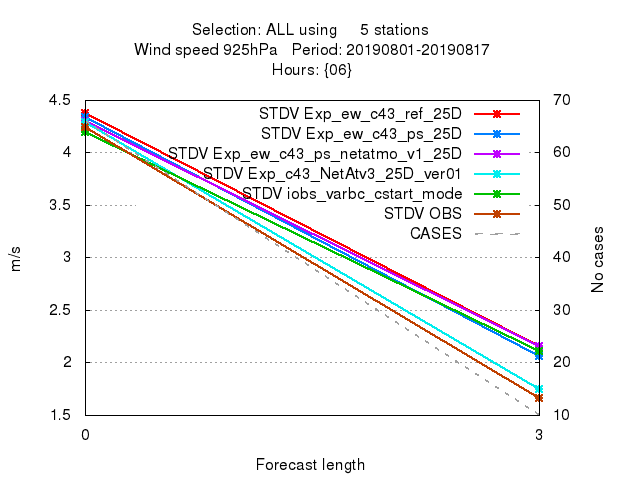 Selection: ALL using     5 stations
Wind speed 925hPa   Period: 20190801-20190817
Hours: {06}
4.5
70
STDV Exp_ew_c43_ref_25D
STDV Exp_ew_c43_ps_25D
4
60
STDV Exp_ew_c43_ps_netatmo_v1_25D
STDV Exp_c43_NetAtv3_25D_ver01
STDV iobs_varbc_cstart_mode
3.5
50
STDV OBS
CASES
3
40
m/s
No cases
2.5
30
2
20
1.5
10
0
3
Forecast length